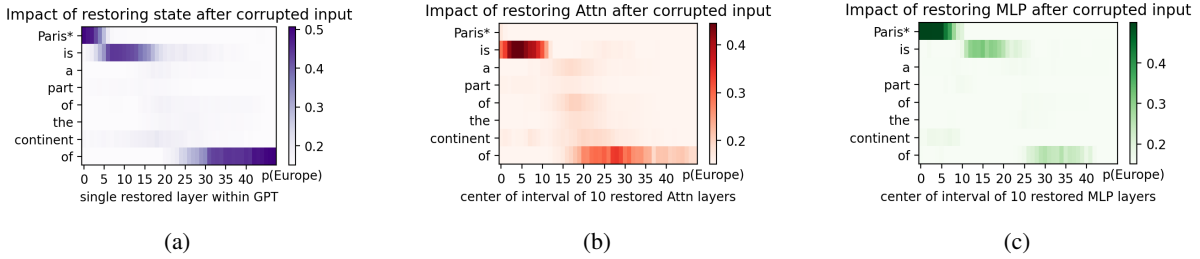 Impact of restoring state after corrupted input
Paris*
is
a
part
of
the
continent
of
0 5 10 15 20 25 30 35 40
0.5
0.4
0.3
0.2
p(Europe)
single restored layer within GPT
(a)
Impact of restoring Attn after corrupted input
Paris*
is
a
part
of
the
continent
of
0 5 10 15 20 25 30 35 40
0.4
0.3
0.2
p(Europe)
center of interval of 10 restored Attn layers
(b)
Impact of restoring MLP after corrupted input
Paris*
is
a
part
of
the
continent
of
0 5 10 15 20 25 30 35 40
0.4
0.3
0.2
p(Europe)
center of interval of 10 restored MLP layers
(c)